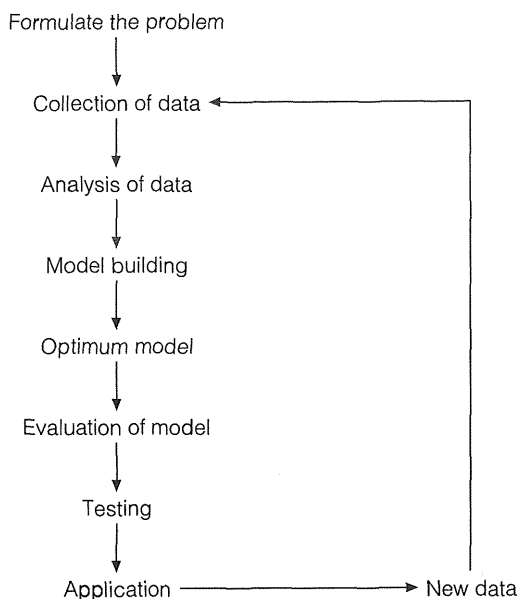 Formulate the problem
Collection of data
Analysis of data
Model building
Optimum model
Evaluation of model
Testing
Application
New data